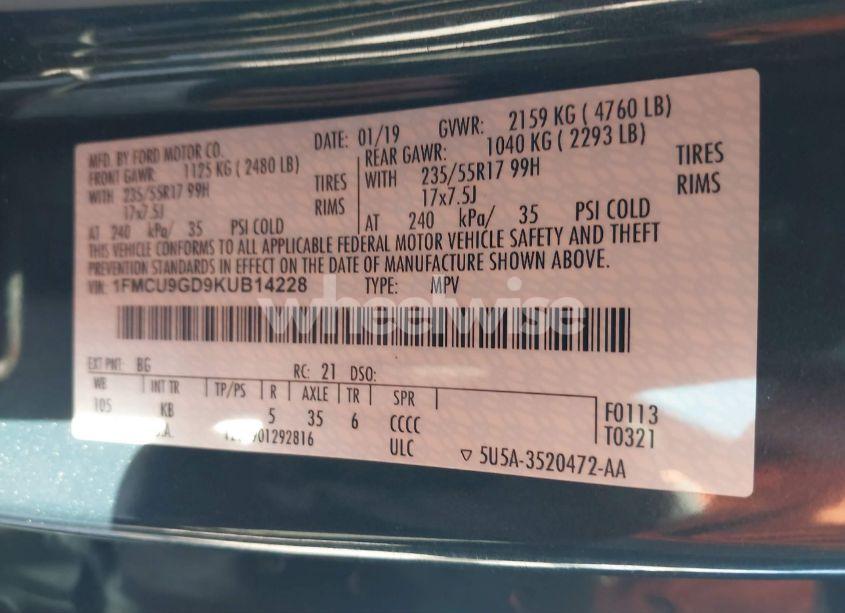 MFD. BY FORD MOTOR CO. DATE: 01/19 GVWR: 2159 KG ( 4760 LB)
FRONT GAWR: 1125 KG ( 2480 LB) REAR GAWR: 1040 KG ( 2293 LB)
WITH 235/55R17 99H TIRES WITH 235/55R17 99H TIRES
17x7.5J RIMS 17x7.5J RIMS
AT 240 kPa/ 35 PSI COLD AT 240 kPa/ 35 PSI COLD
THIS VEHICLE CONFORMS TO ALL APPLICABLE FEDERAL MOTOR VEHICLE SAFETY AND THEFT
PREVENTION STANDARDS IN EFFECT ON THE DATE OF MANUFACTURE SHOWN ABOVE.
VIN: 1FMCU9GD9KUB14228 TYPE: MPV
wheelwise
EXT PNT: BG RC: 21 DSO:
WB INT TR TP/PS R AXLE TR SPR
105 KB 5 35 6 CCCC F0113
01292816 ULC T0321
▽ 5U5A-3520472-AA